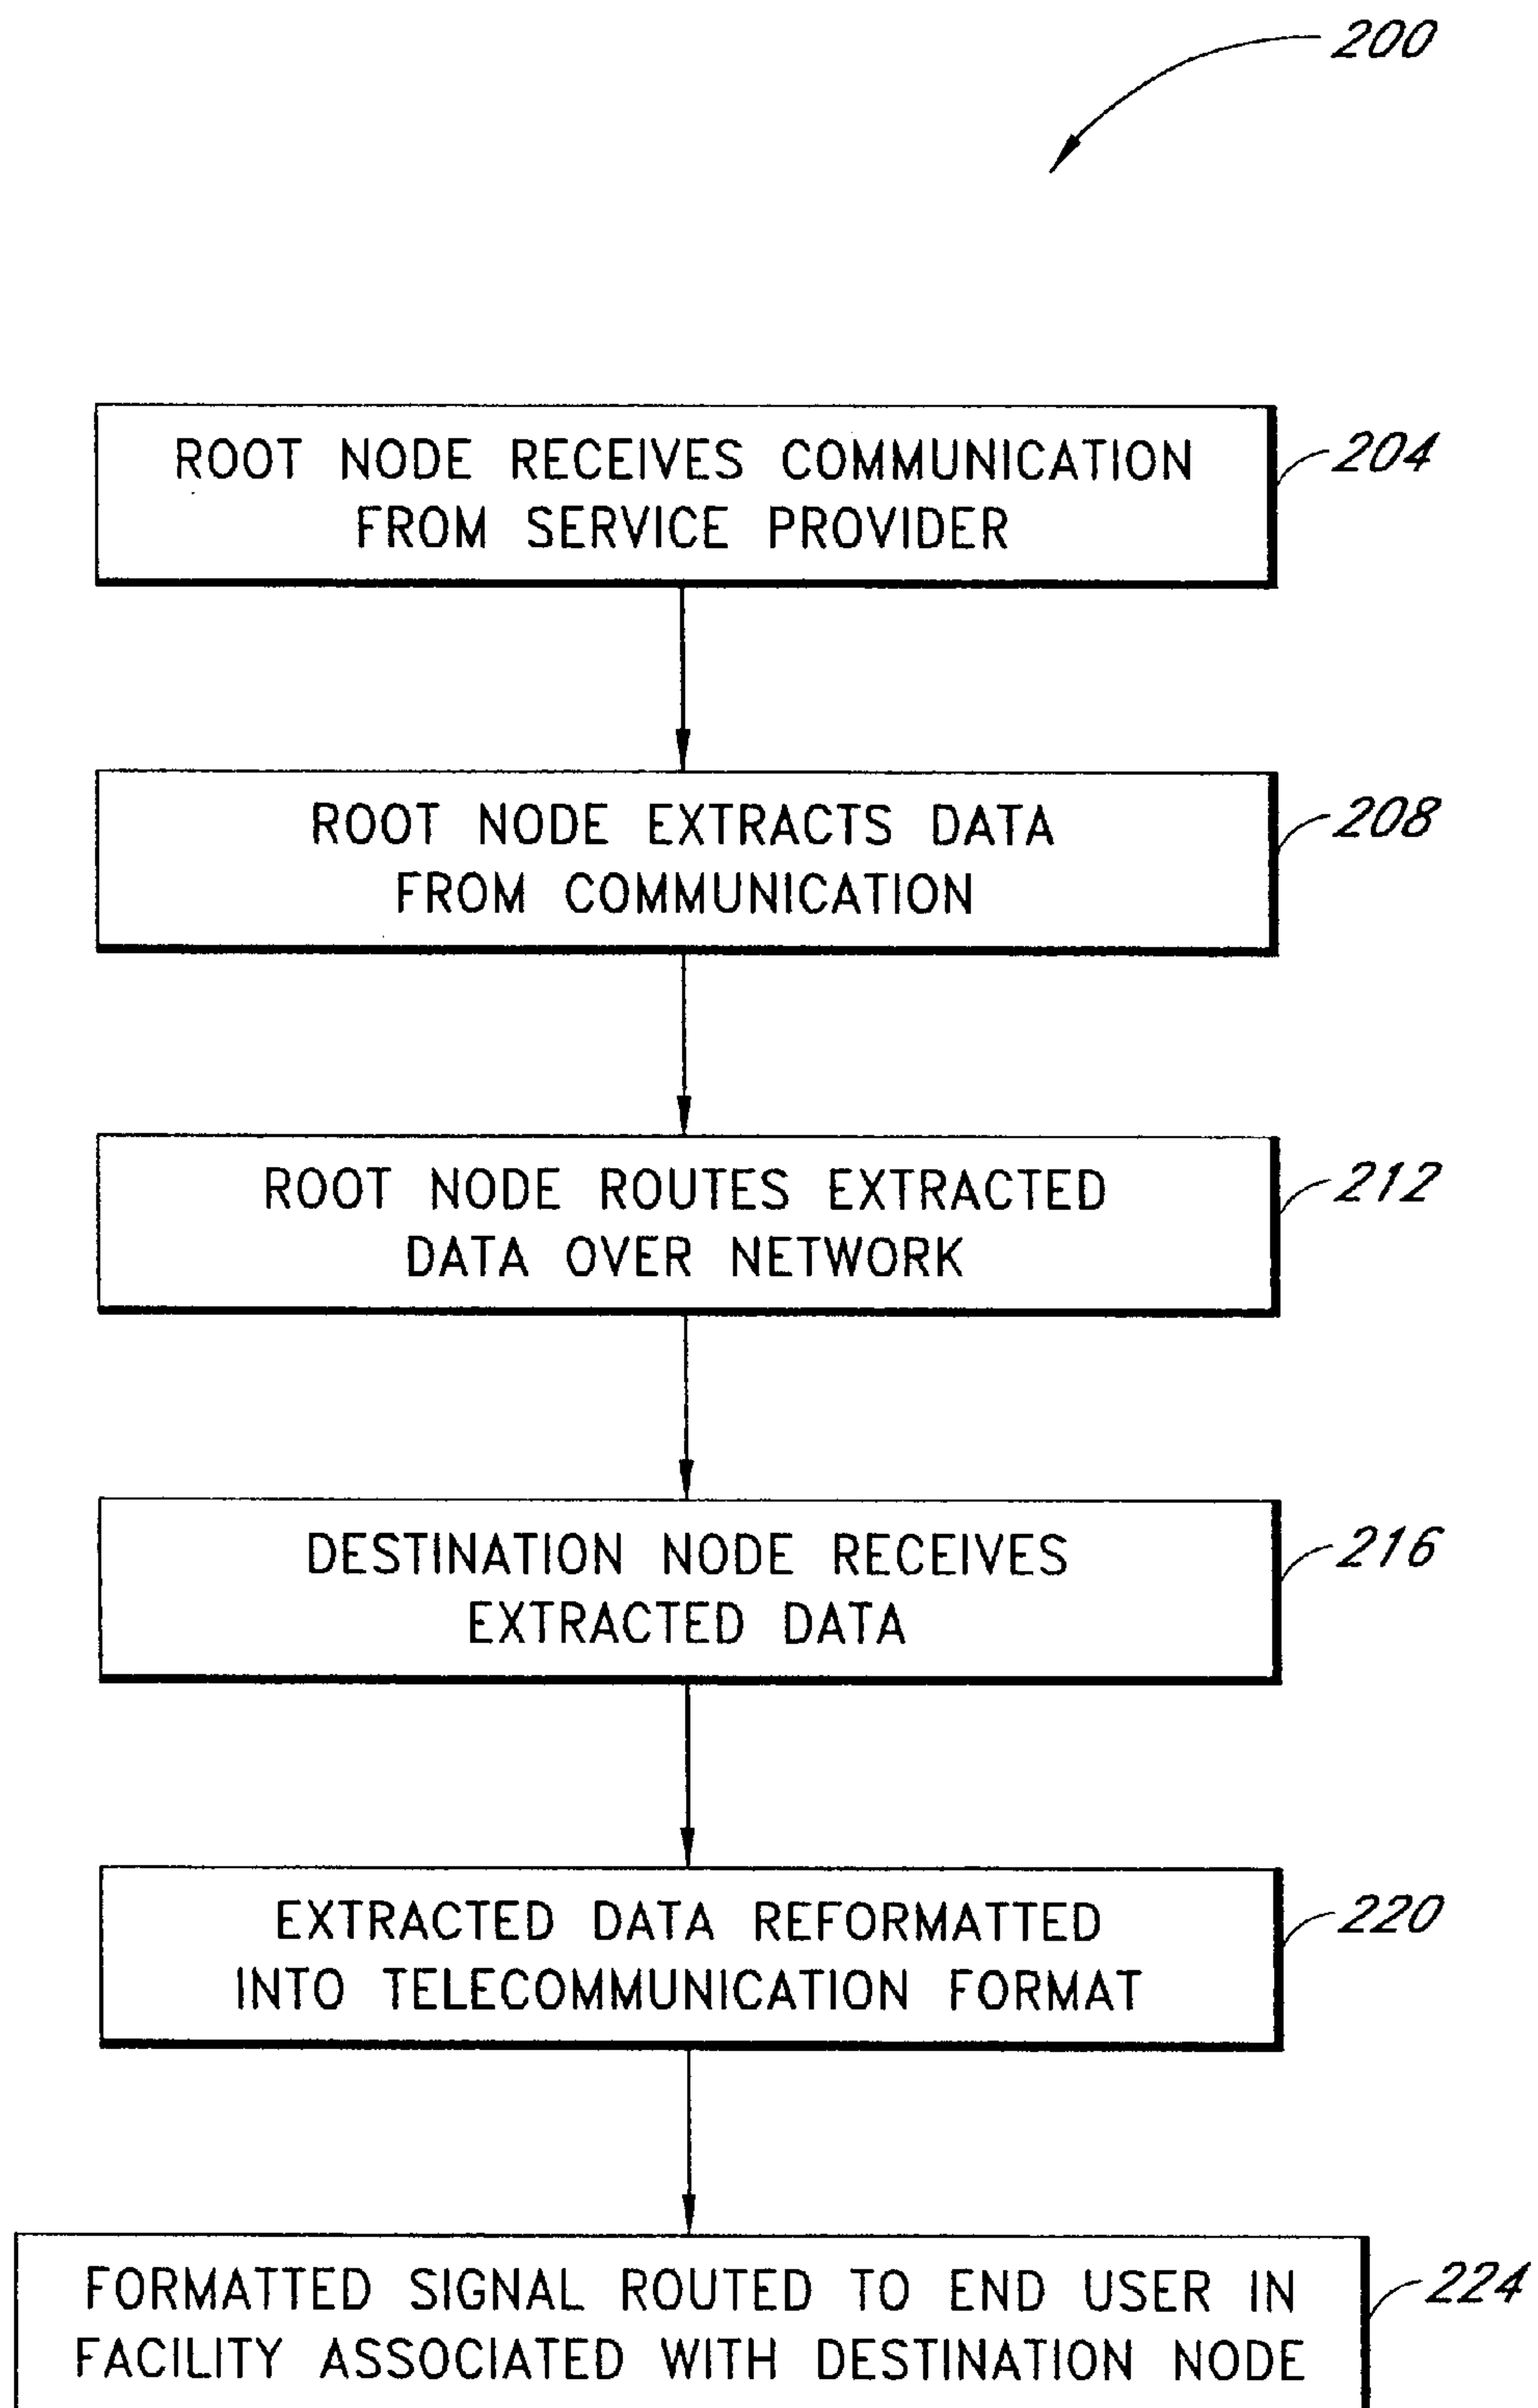 200
ROOT NODE RECEIVES COMMUNICATION
FROM SERVICE PROVIDER
204
ROOT NODE EXTRACTS DATA
FROM COMMUNICATION
208
ROOT NODE ROUTES EXTRACTED
DATA OVER NETWORK
212
DESTINATION NODE RECEIVES
EXTRACTED DATA
216
EXTRACTED DATA REFORMATTED
INTO TELECOMMUNICATION FORMAT
220
FORMATTED SIGNAL ROUTED TO END USER IN
FACILITY ASSOCIATED WITH DESTINATION NODE
224